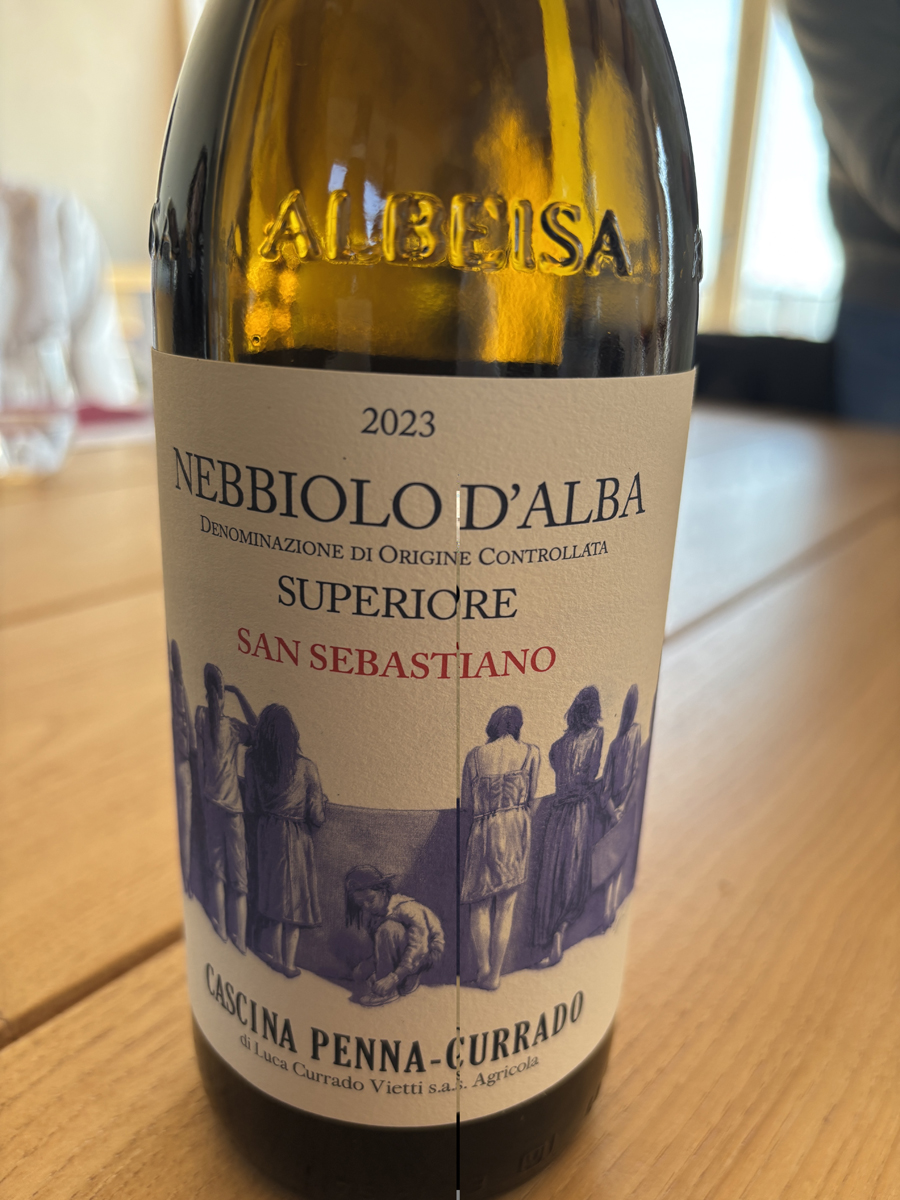 ALBEISA
2023
NEBBIOLO D'ALBA
DENOMINAZIONE DI ORIGINE CONTROLLATA
SUPERIORE
SAN SEBASTIANO
CASCINA PENNA-CURRADO
di Luca Currado Vietti s.a.s. Agricola